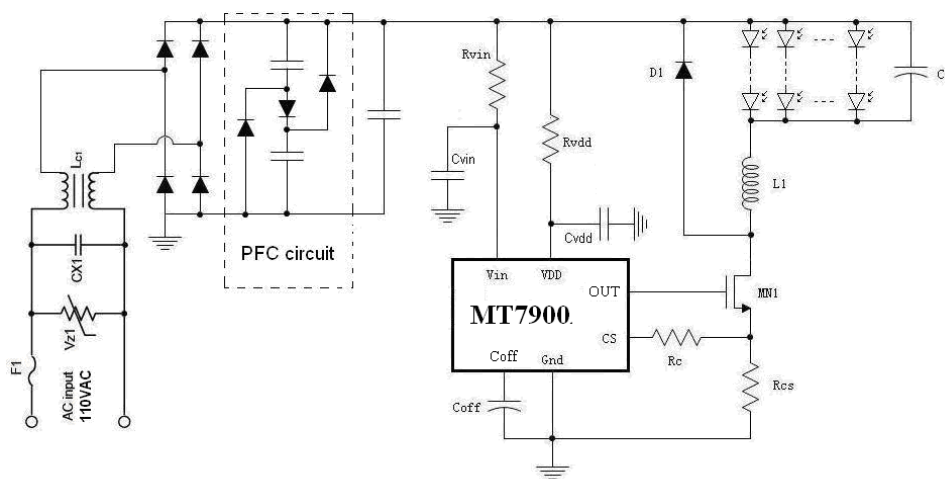 Rvin
D1
C
Rvdd
Lc1
Cvin
L1
PFC circuit
Cvdd
CX1
Vin
VDD
OUT
MN1
MT7900.
Vz1
CS
Rc
F1
AC input
110VAC
Coff
Gnd
Rcs
Coff